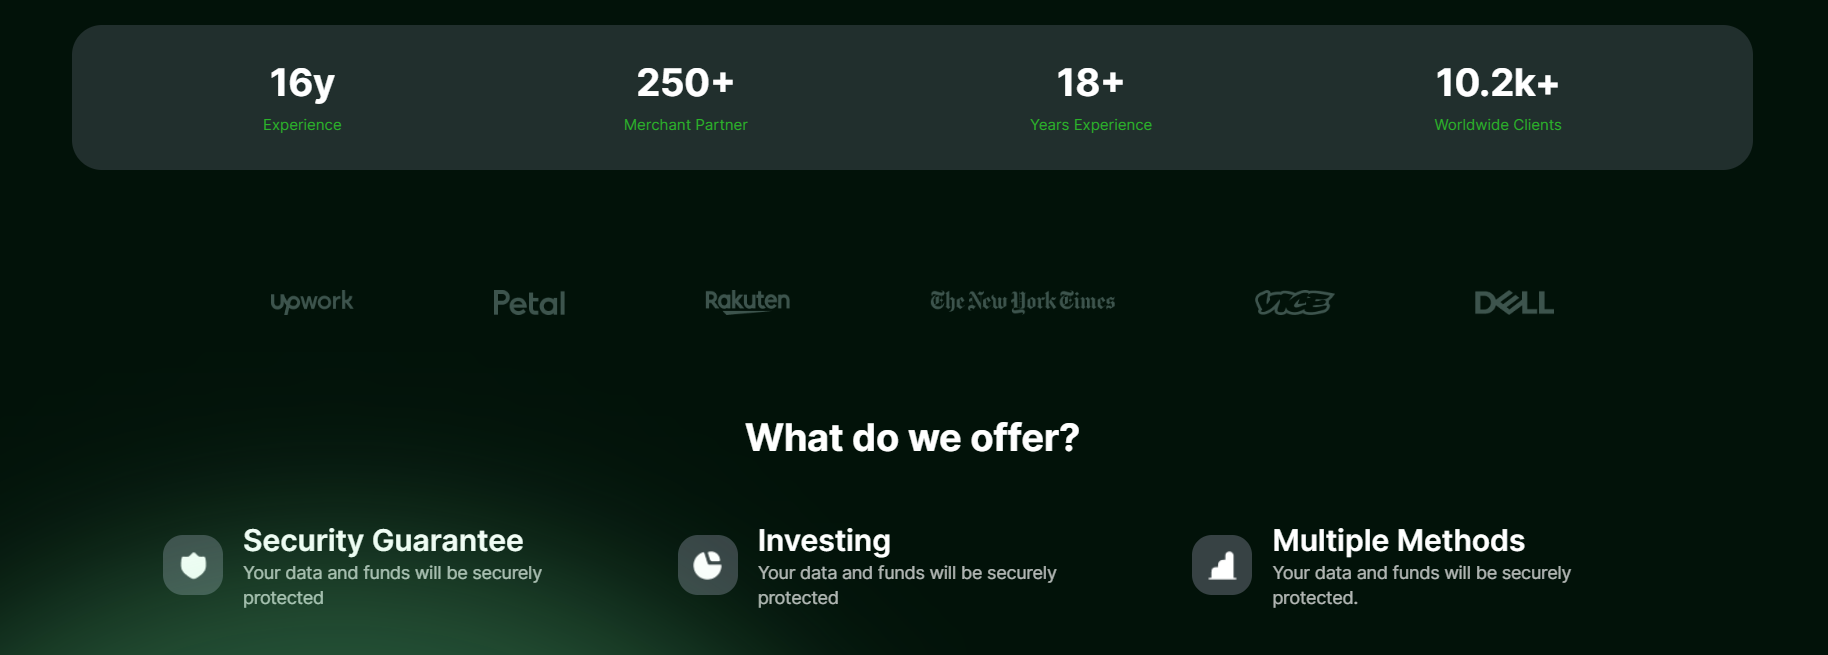 16y 250+ 18+ 10.2k+
Experience Merchant Partner Years Experience Worldwide Clients
upwork Petal Rakuten The New York Times VICE DELL
What do we offer?
Security Guarantee
Your data and funds will be securely
protected
Investing
Your data and funds will be securely
protected
Multiple Methods
Your data and funds will be securely
protected.